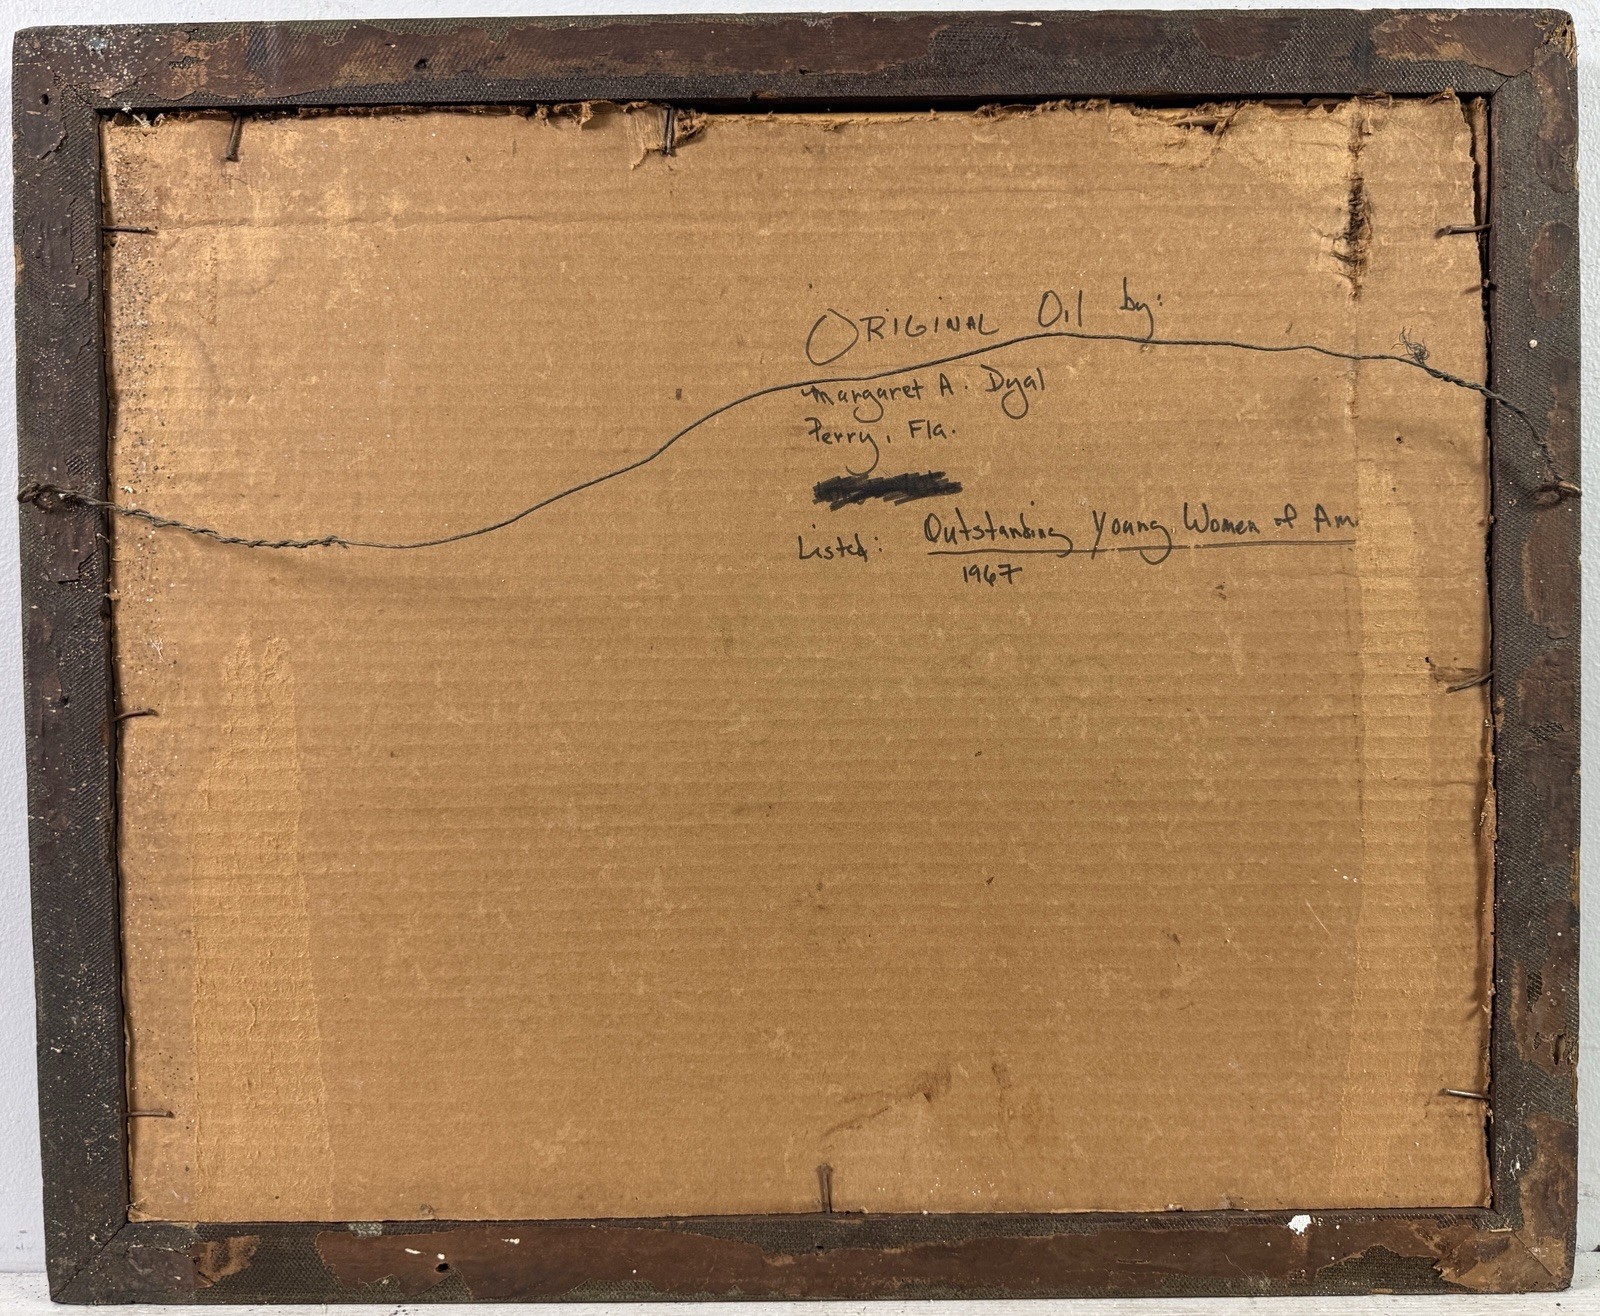 ORIGINAL Oil by:
Margaret A. Dyal
Perry, Fla.
Listed: Outstanding Young Women of Am.
1967